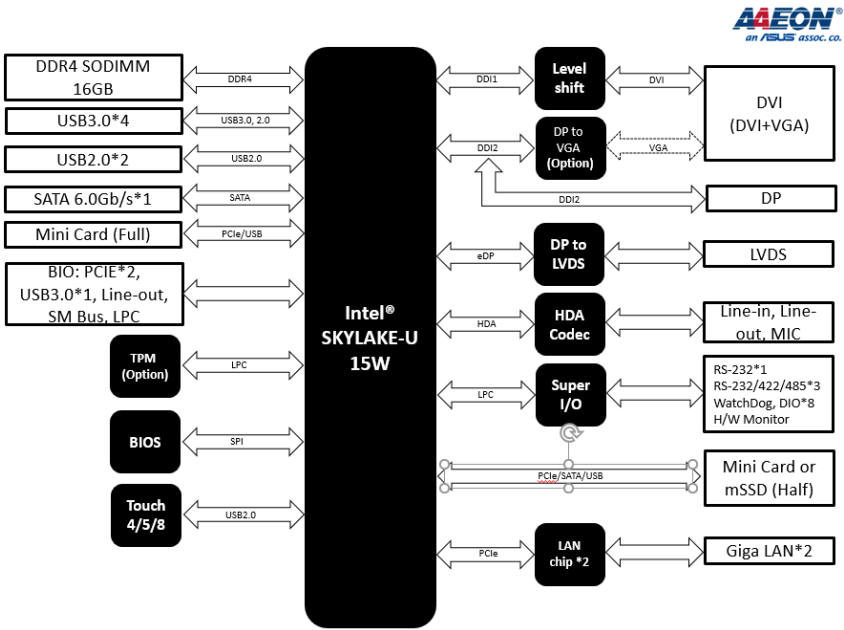 AAEON®
an ASUS assoc. co.
DDR4 SODIMM
16GB
DDR4
USB3.0*4
USB3.0, 2.0
USB2.0*2
USB2.0
SATA 6.0Gb/s*1
SATA
Mini Card (Full)
PCIe/USB
BIO: PCIE*2,
USB3.0*1, Line-out,
SM Bus, LPC
TPM
(Option)
LPC
BIOS
SPI
Touch
4/5/8
USB2.0
Intel®
SKYLAKE-U
15W
DDI1
Level
shift
DVI
DVI
(DVI+VGA)
DDI2
DP to
VGA
(Option)
VGA
DDI2
DP
eDP
DP to
LVDS
LVDS
HDA
HDA
Codec
Line-in, Line-
out, MIC
LPC
Super
I/O
RS-232*1
RS-232/422/485*3
WatchDog, DIO*8
H/W Monitor
PCIe/SATA/USB
Mini Card or
mSSD (Half)
PCIe
LAN
chip *2
Giga LAN*2